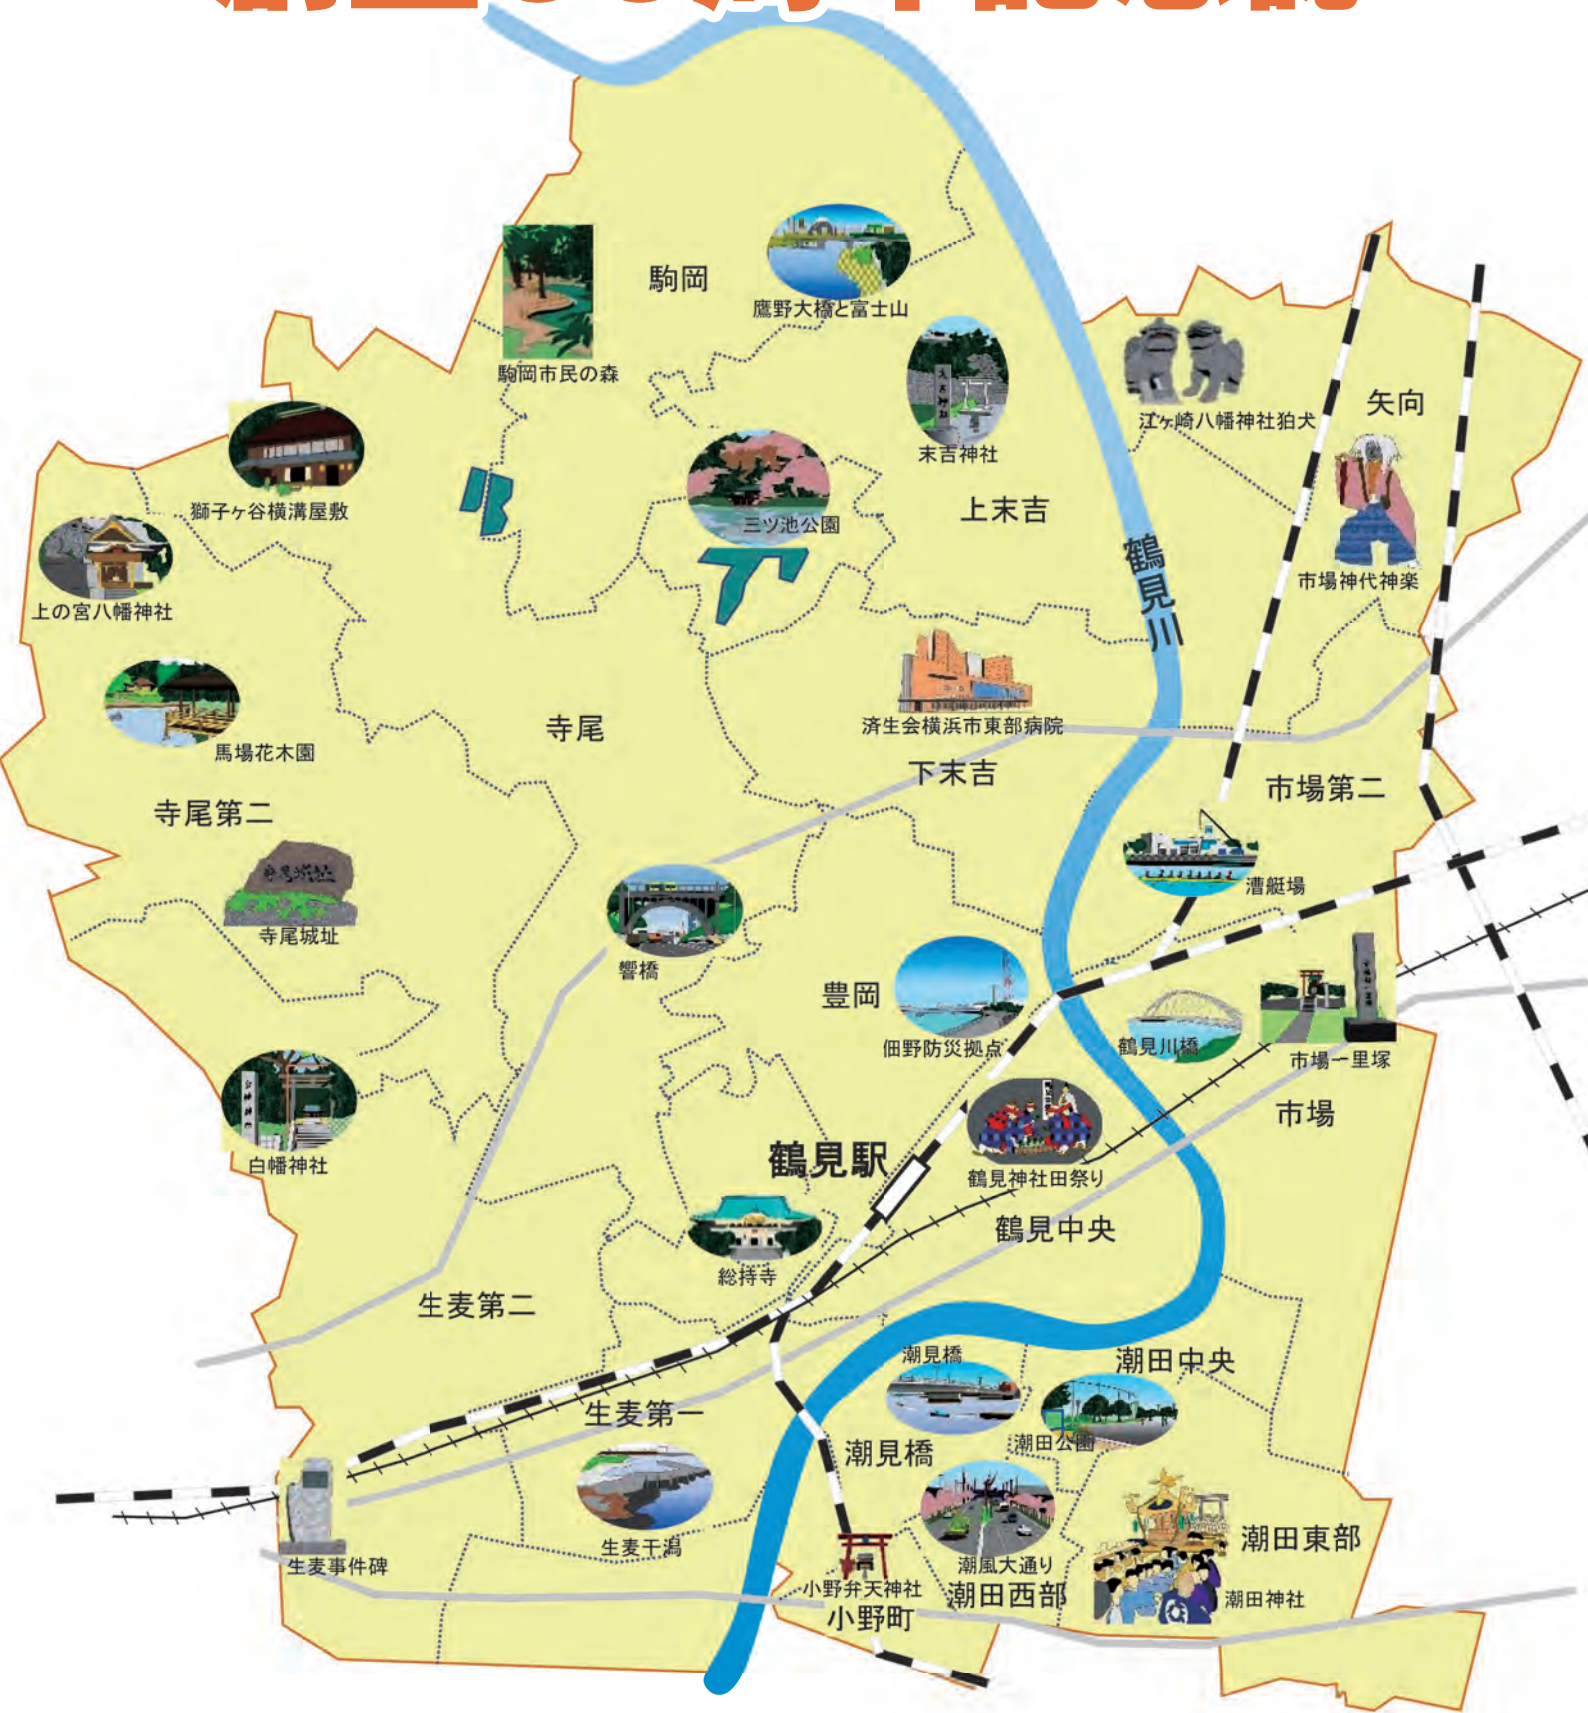 駒岡
鷹野大橋と富士山
駒岡市民の森
末吉神社
江ヶ崎八幡神社狛犬
矢向
獅子ヶ谷横溝屋敷
三ツ池公園
上末吉
鶴見川
市場神代神楽
上の宮八幡神社
馬場花木園
寺尾
済生会横浜市東部病院
下末吉
市場第二
寺尾第二
寺尾城址
寺尾城址
漕艇場
響橋
豊岡
佃野防災拠点
鶴見川橋
市場一里塚
市場
白幡神社
鶴見駅
鶴見神社田祭り
鶴見中央
総持寺
生麦第二
潮見橋
潮田中央
生麦第一
潮田公園
潮見橋
生麦干潟
生麦事件碑
潮風大通り
潮田東部
小野弁天神社
潮田西部
潮田神社
小野町
末吉神社